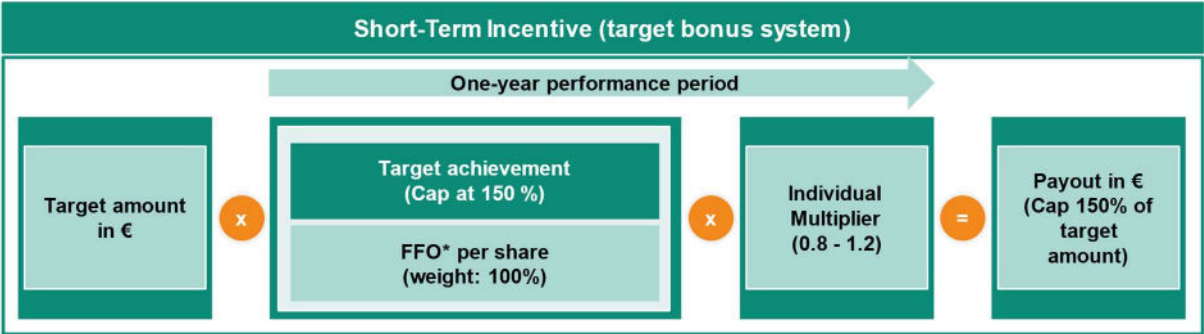 Short-Term Incentive (target bonus system)
One-year performance period
Target amount
in €
x
Target achievement
(Cap at 150 %)
FFO* per share
(weight: 100%)
x
Individual
Multiplier
(0.8 - 1.2)
=
Payout in €
(Cap 150% of
target
amount)